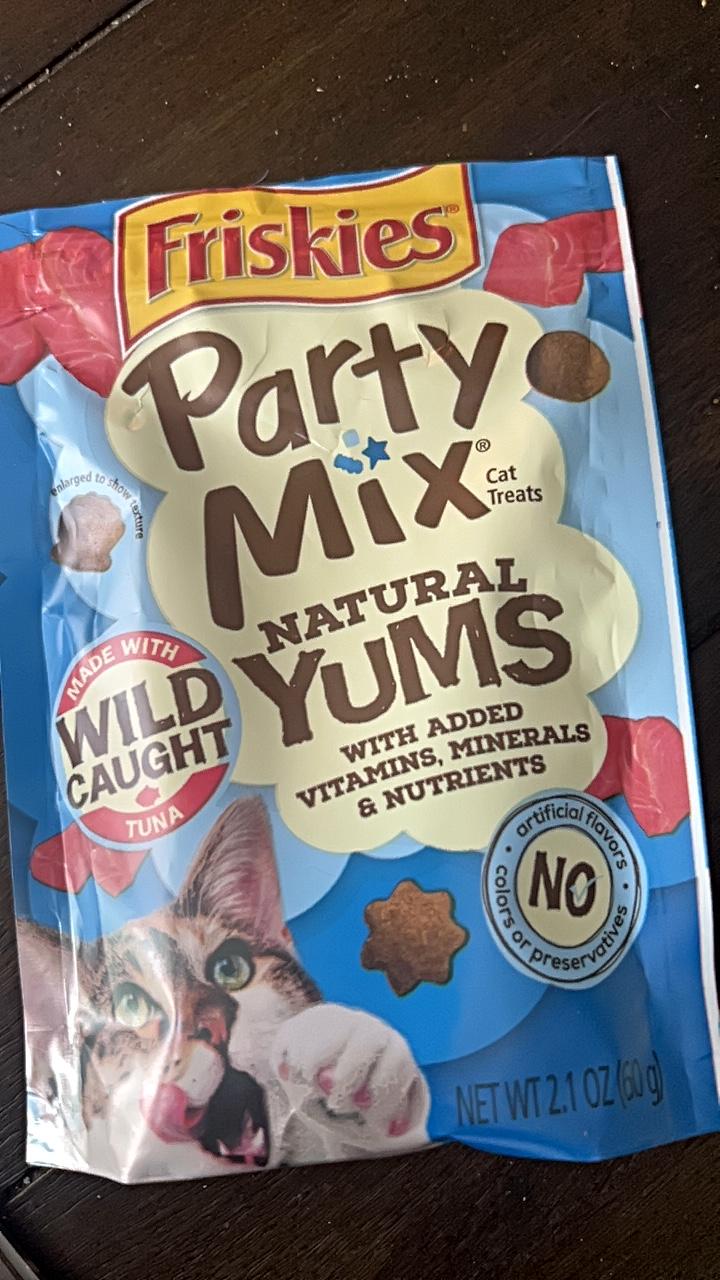 Friskies®
Party
Mix®
Cat
Treats
enlarged to show texture
NATURAL
YUMS
WITH ADDED
VITAMINS, MINERALS
& NUTRIENTS
MADE WITH
WILD
CAUGHT
TUNA
NO
artificial flavors
• colors or preservatives •
NET WT 2.1 OZ (60 g)